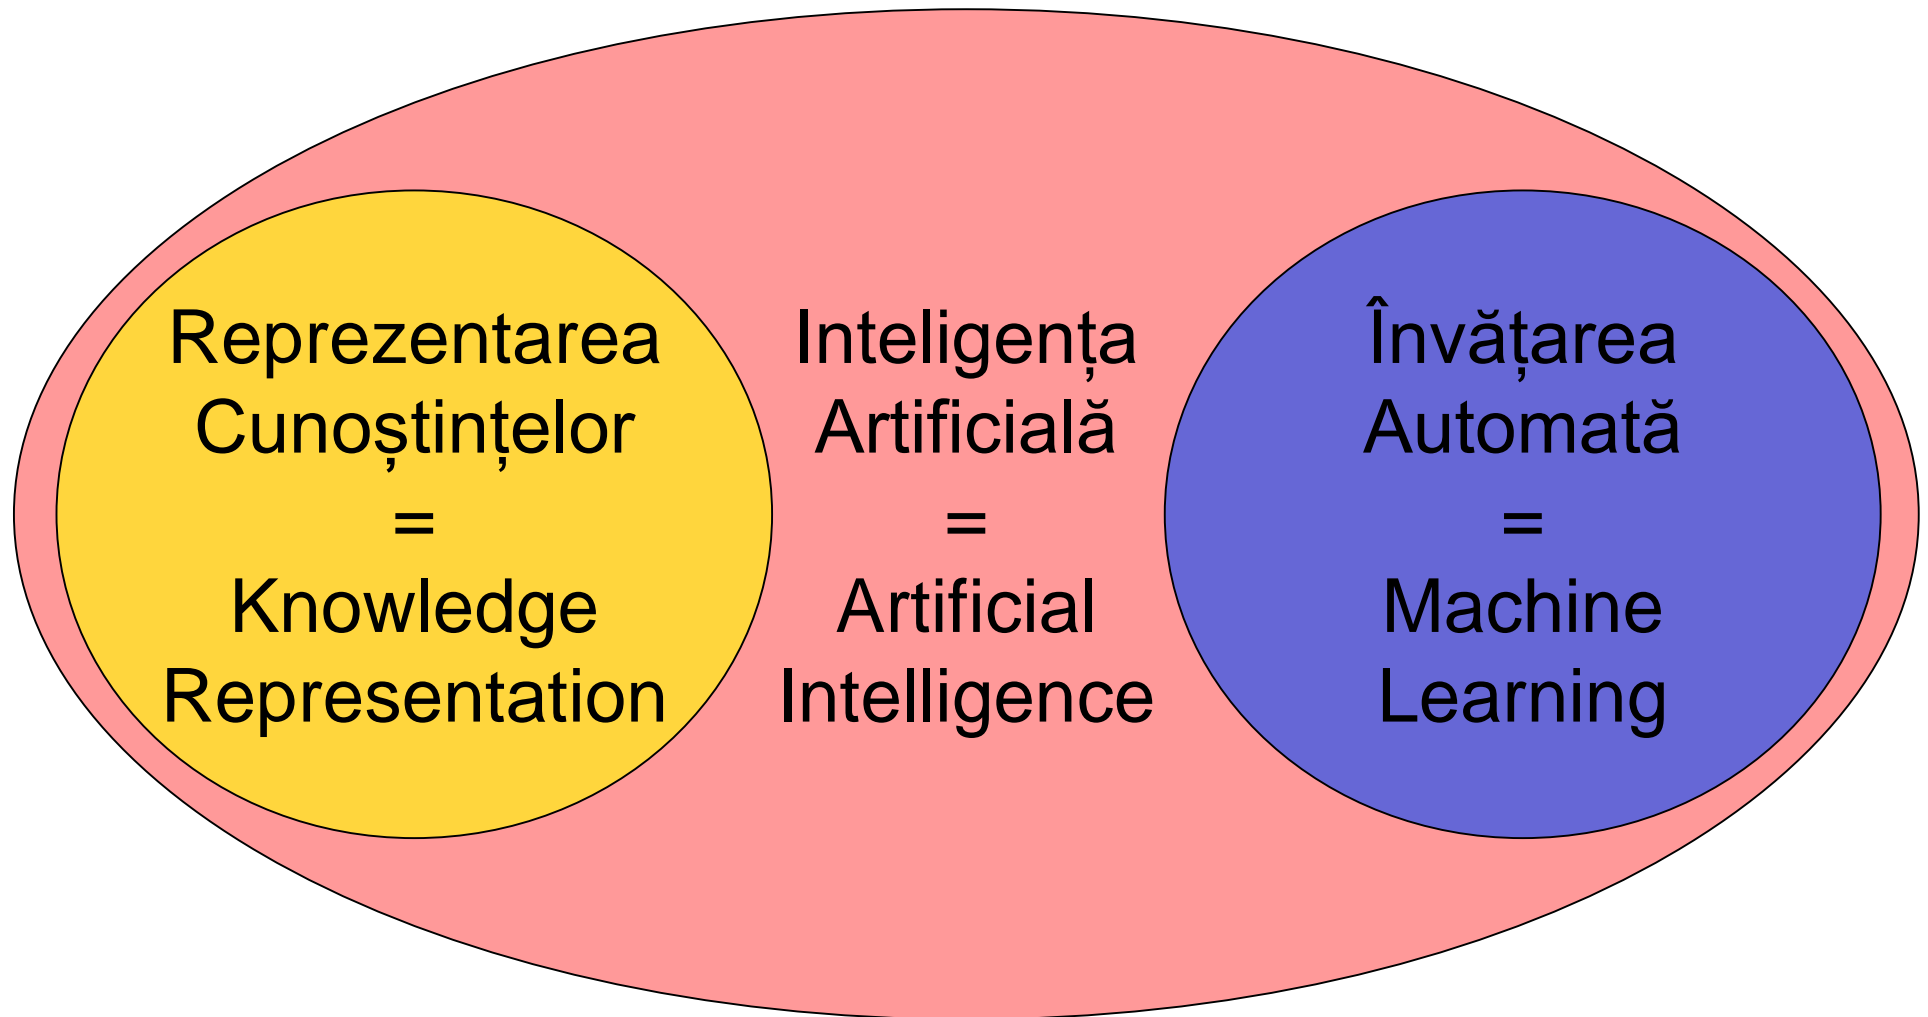 Reprezentarea
Cunoștințelor
=
Knowledge
Representation
Inteligența
Artificială
=
Artificial
Intelligence
Învățarea
Automată
=
Machine
Learning